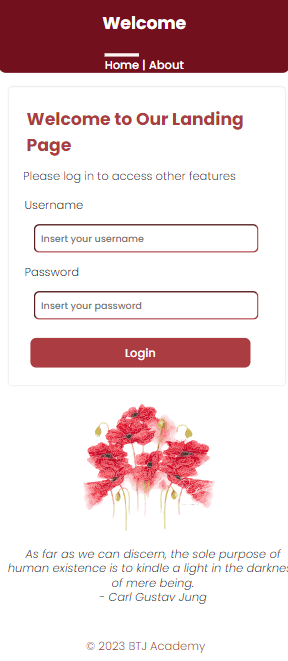 Welcome
Home | About
Welcome to Our Landing
Page
Please log in to access other features
Username
Insert your username
Password
Insert your password
Login
As far as we can discern, the sole purpose of
human existence is to kindle a light in the
of mere being.
- Carl Gustav Jung
© 2023 BTJ Academy